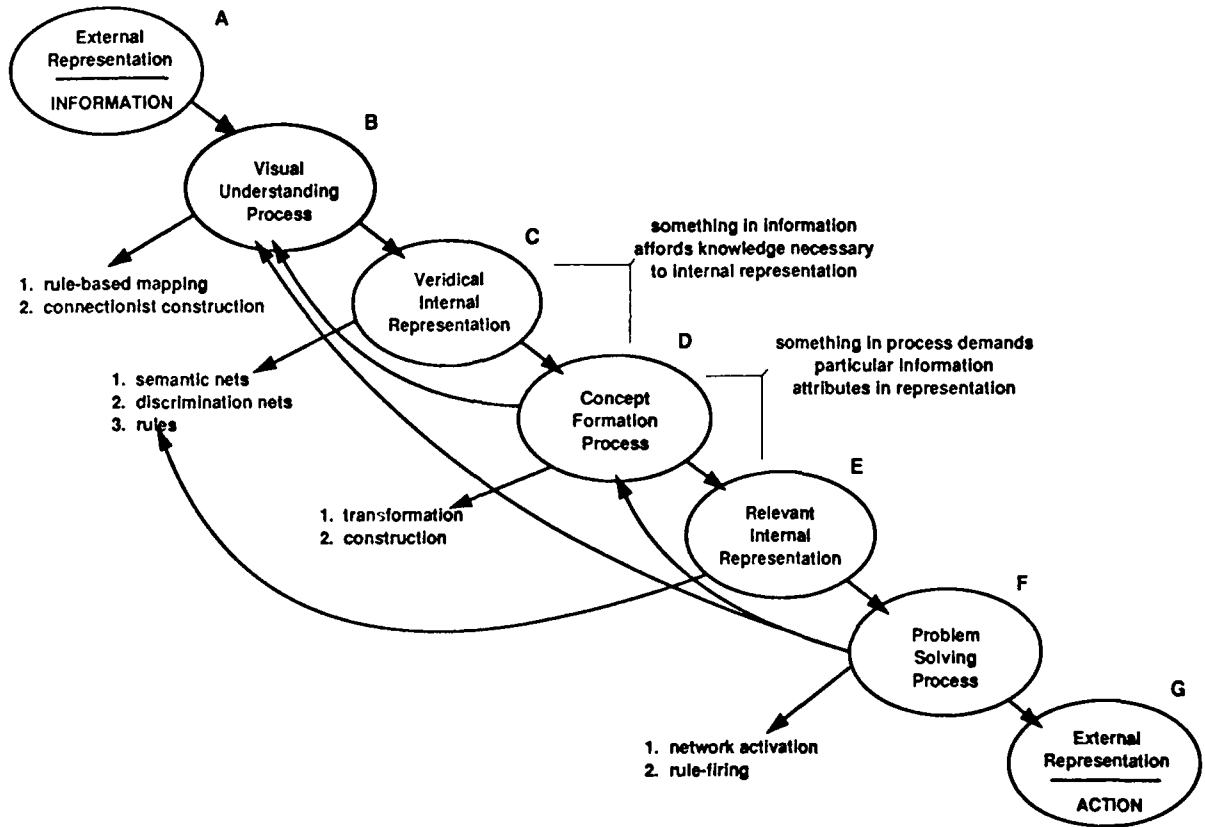 A
External
Representation
INFORMATION
B
Visual
Understanding
Process
1. rule-based mapping
2. connectionist construction
C
Veridical
Internal
Representation
something in information
affords knowledge necessary
to internal representation
1. semantic nets
2. discrimination nets
3. rules
D
Concept
Formation
Process
something in process demands
particular information
attributes in representation
1. transformation
2. construction
E
Relevant
Internal
Representation
F
Problem
Solving
Process
1. network activation
2. rule-firing
G
External
Representation
ACTION